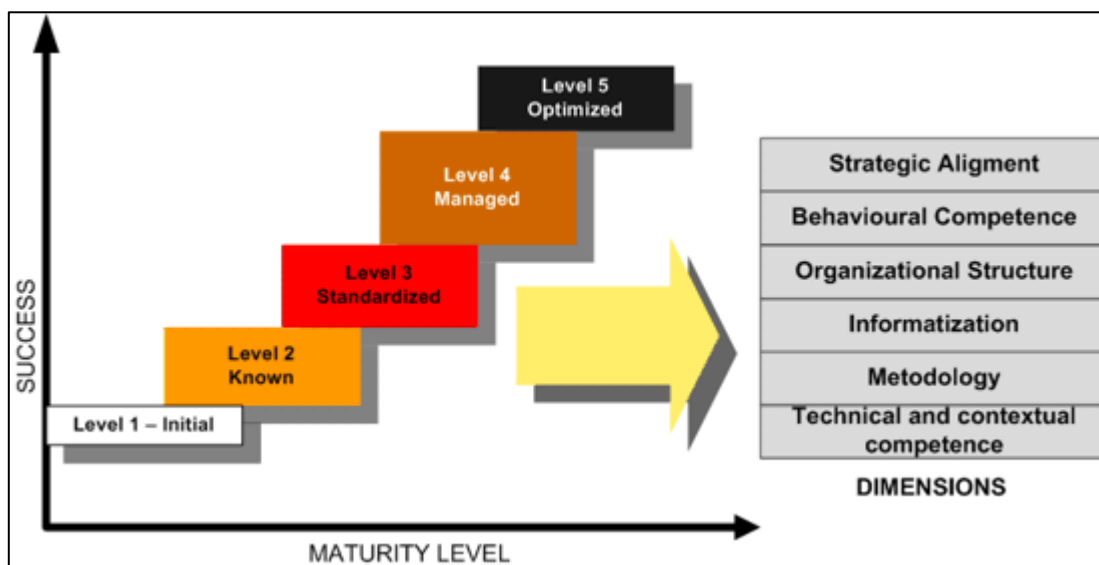 SUCCESS
Level 5
Optimized
Level 4
Managed
Level 3
Standardized
Level 2
Known
Level 1 – Initial
MATURITY LEVEL
Strategic Aligment
Behavioural Competence
Organizational Structure
Informatization
Metodology
Technical and contextual
competence
DIMENSIONS